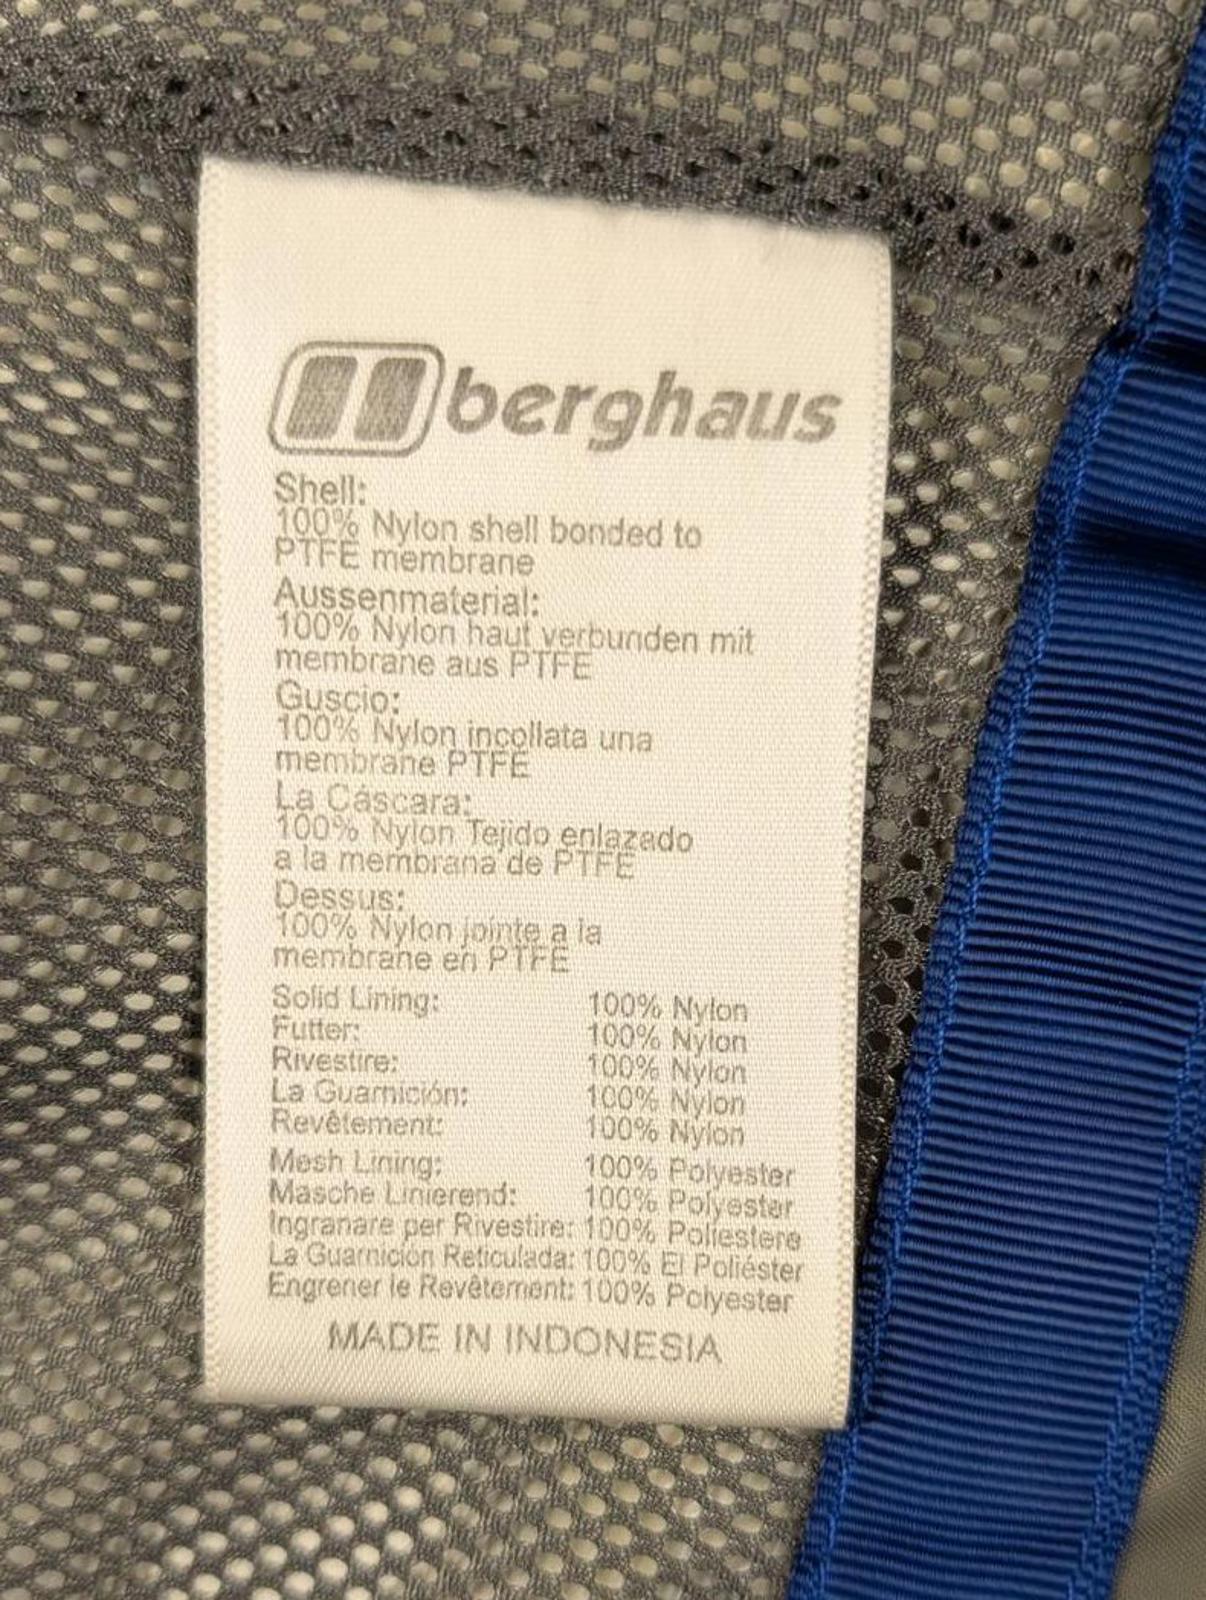 berghaus
Shell:
100% Nylon shell bonded to
PTFE membrane
Aussenmaterial:
100% Nylon haut verbunden mit
membrane aus PTFE
Guscio:
100% Nylon incollata una
membrane PTFE
La Cáscara:
100% Nylon Tejido enlazado
a la membrana de PTFE
Dessus:
100% Nylon jointe a la
membrane en PTFE
Solid Lining: 100% Nylon
Futter: 100% Nylon
Rivestire: 100% Nylon
La Guarnición: 100% Nylon
Revêtement: 100% Nylon
Mesh Lining: 100% Polyester
Masche Linierend: 100% Polyester
Ingranare per Rivestire: 100% Poliestere
La Guarnición Reticulada: 100% El Poliéster
Engrener le Revêtement: 100% Polyester
MADE IN INDONESIA